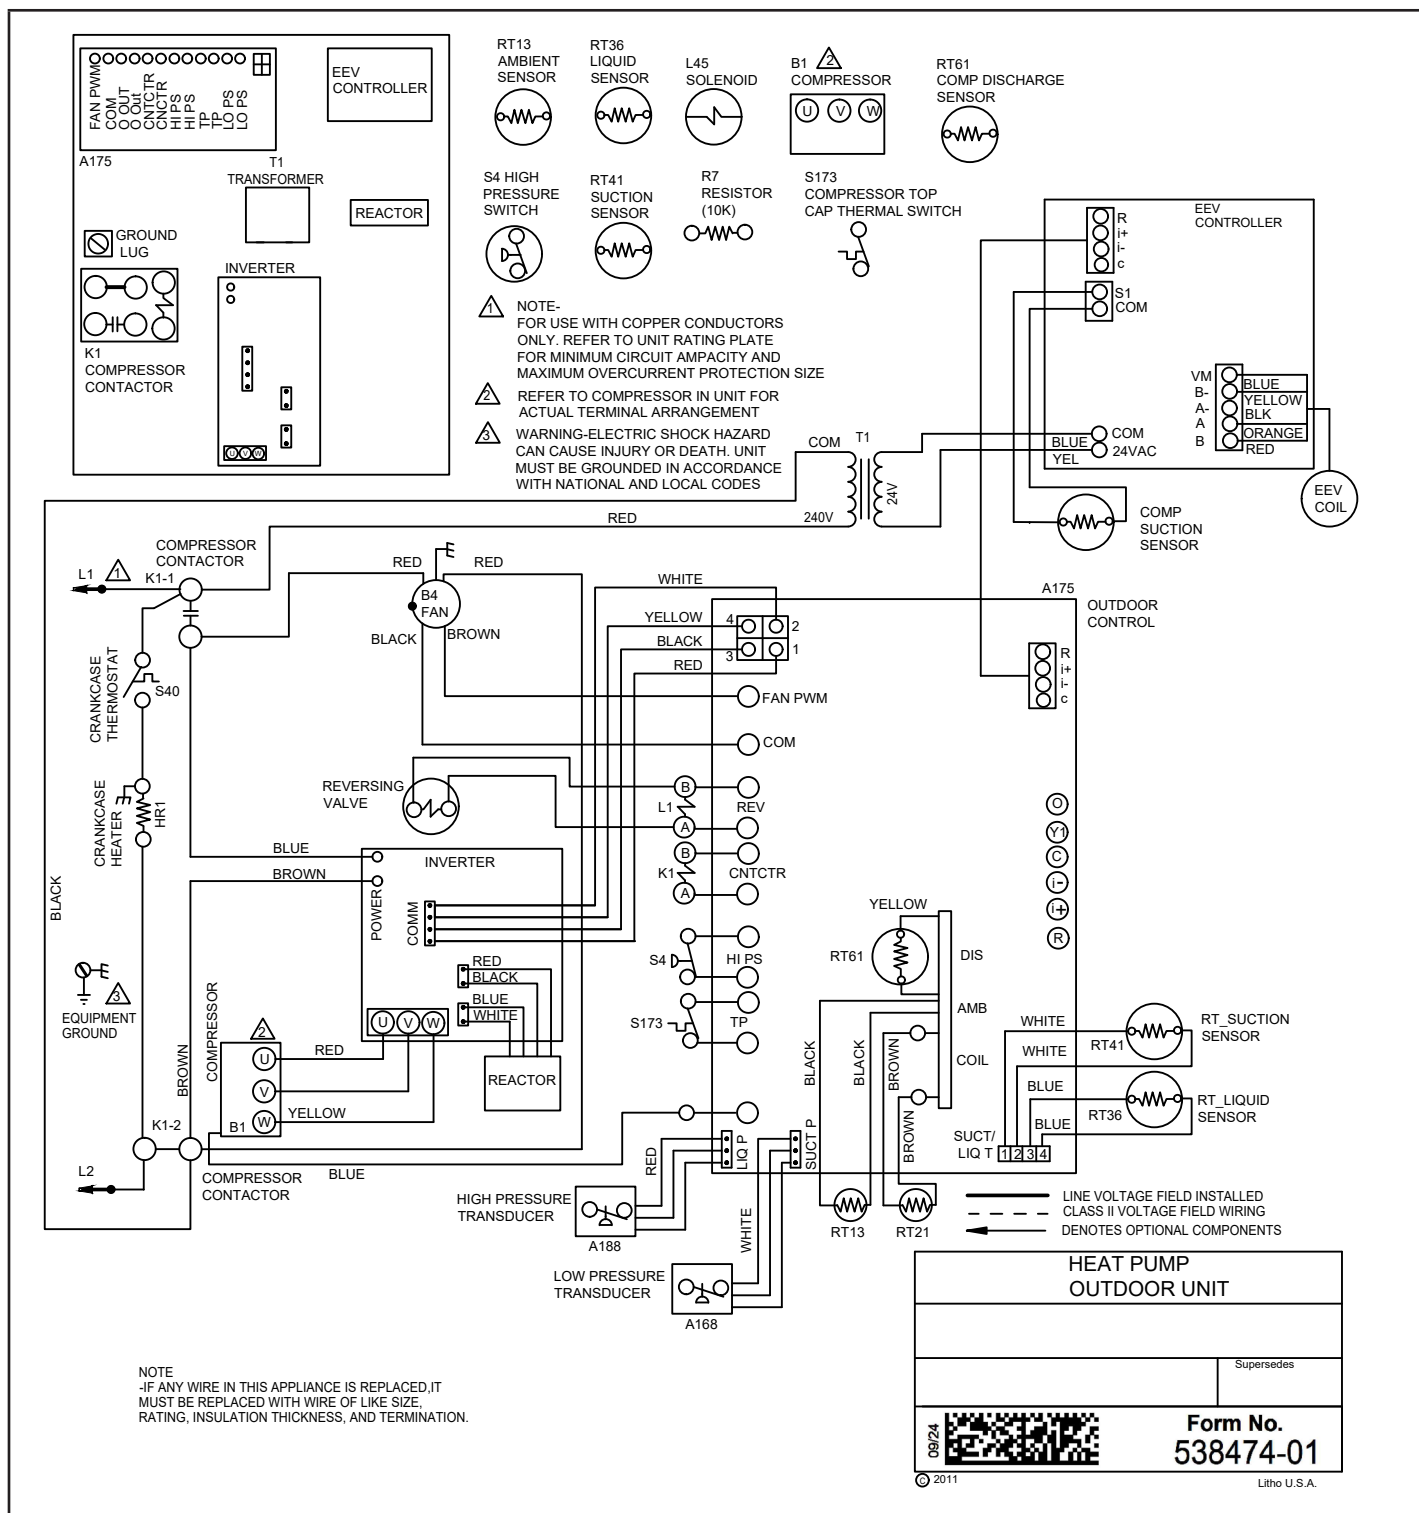 FAN PWM
COM
O OUT
O Out
CNTCTR
CNCTR
HI PS
HI PS
TP
TP
LO PS
LO PS
A175
EEV
CONTROLLER
T1
TRANSFORMER
REACTOR
GROUND
LUG
INVERTER
K1
COMPRESSOR
CONTACTOR
U V W
RT13
AMBIENT
SENSOR
RT36
LIQUID
SENSOR
L45
SOLENOID
B1
2
COMPRESSOR
U V W
RT61
COMP DISCHARGE
SENSOR
S4 HIGH
PRESSURE
SWITCH
RT41
SUCTION
SENSOR
R7
RESISTOR
(10K)
S173
COMPRESSOR TOP
CAP THERMAL SWITCH
1 NOTE-
FOR USE WITH COPPER CONDUCTORS
ONLY. REFER TO UNIT RATING PLATE
FOR MINIMUM CIRCUIT AMPACITY AND
MAXIMUM OVERCURRENT PROTECTION SIZE
2 REFER TO COMPRESSOR IN UNIT FOR
ACTUAL TERMINAL ARRANGEMENT
3 WARNING-ELECTRIC SHOCK HAZARD
CAN CAUSE INJURY OR DEATH. UNIT
MUST BE GROUNDED IN ACCORDANCE
WITH NATIONAL AND LOCAL CODES
EEV
CONTROLLER
R
i+
i-
c
S1
COM
VM
B-
A-
A
B
BLUE
YELLOW
BLK
ORANGE
RED
COM
24VAC
BLUE
YEL
EEV
COIL
COMP
SUCTION
SENSOR
COM
T1
240V
24V
RED
COMPRESSOR
CONTACTOR
L1
1
K1-1
RED
RED
B4
FAN
BLACK
BROWN
WHITE
YELLOW
BLACK
RED
4
2
3
1
A175
OUTDOOR
CONTROL
R
i+
i-
c
FAN PWM
COM
CRANKCASE
THERMOSTAT
S40
CRANKCASE
HEATER
HR1
REVERSING
VALVE
B
L1
REV
A
B
K1
CNTCTR
A
O
Y1
C
i-
i+
R
BLUE
BROWN
BLACK
INVERTER
POWER
COMM
RED
BLACK
BLUE
WHITE
U V W
REACTOR
S4
HI PS
S173
TP
YELLOW
RT61
DIS
AMB
COIL
BLACK
BLACK
BROWN
BROWN
WHITE
WHITE
BLUE
BLUE
RT41
RT_SUCTION
SENSOR
RT36
RT_LIQUID
SENSOR
SUCT/
LIQ T
1 2 3 4
3
EQUIPMENT
GROUND
COMPRESSOR
2
U
V
W
B1
RED
YELLOW
BROWN
K1-2
L2
COMPRESSOR
CONTACTOR
BLUE
RED
LIQ P
SUCT P
WHITE
HIGH PRESSURE
TRANSDUCER
A188
LOW PRESSURE
TRANSDUCER
A168
RT13
RT21
LINE VOLTAGE FIELD INSTALLED
CLASS II VOLTAGE FIELD WIRING
DENOTES OPTIONAL COMPONENTS
HEAT PUMP
OUTDOOR UNIT
Supersedes
09/24
Form No.
538474-01
© 2011
Litho U.S.A.
NOTE
-IF ANY WIRE IN THIS APPLIANCE IS REPLACED,IT
MUST BE REPLACED WITH WIRE OF LIKE SIZE,
RATING, INSULATION THICKNESS, AND TERMINATION.